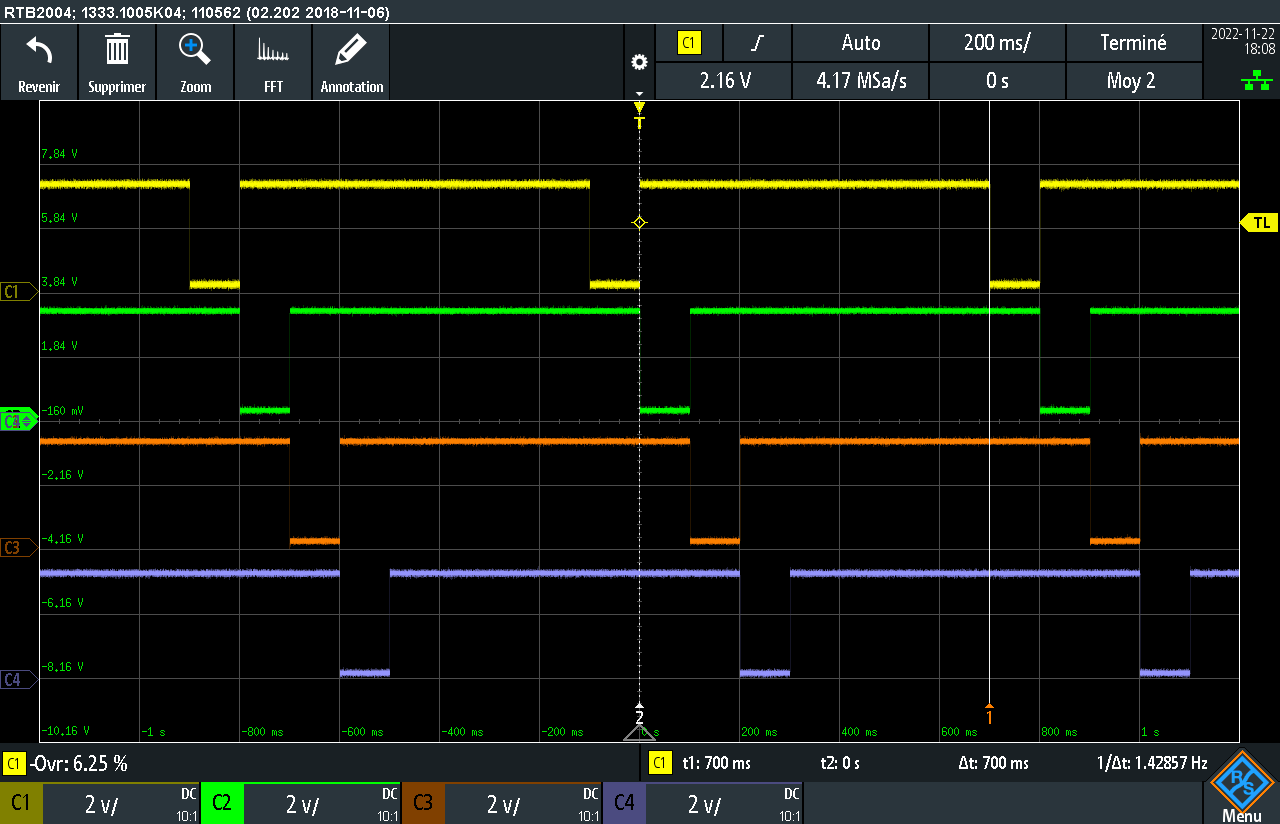 RTB2004; 1333.1005K04; 110562 (02.202 2018-11-06)
Revenir
Supprimer
Zoom
FFT
Annotation
C1
Auto
200 ms/
Terminé
2.16 V
4.17 MSa/s
0 s
Moy 2
2022-11-22
18:08
T
7.84 V
5.84 V
TL
C1
3.84 V
1.84 V
-160 mV
-2.16 V
C3
-4.16 V
-6.16 V
C4
-8.16 V
2
1
-10.16 V
-1 s
-800 ms
-600 ms
-400 ms
-200 ms
0 s
200 ms
400 ms
600 ms
800 ms
1 s
C1 -Ovr: 6.25 %
C1 t1: 700 ms t2: 0 s Δt: 700 ms 1/Δt: 1.42857 Hz
C1 2 V/ DC 10:1
C2 2 V/ DC 10:1
C3 2 V/ DC 10:1
C4 2 V/ DC 10:1
R&S
Menu